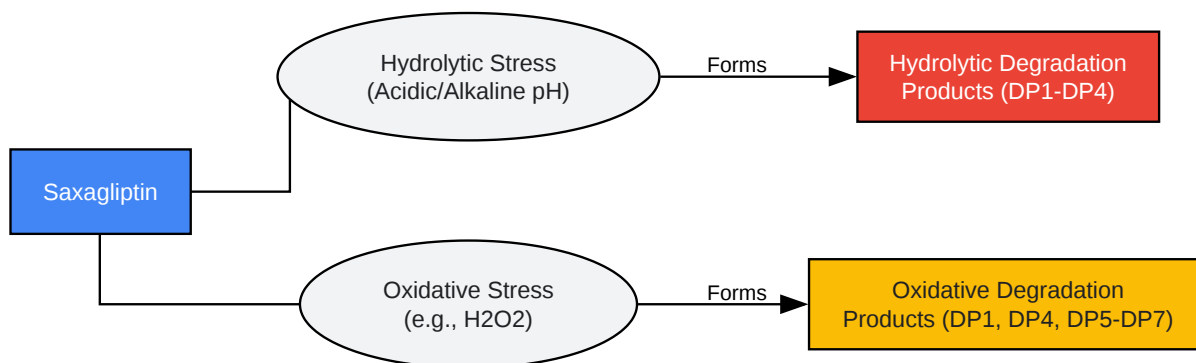 Hydrolytic Stress
(Acidic/Alkaline pH)
Forms
Hydrolytic Degradation
Products (DP1-DP4)
Saxagliptin
Oxidative Stress
(e.g., H2O2)
Forms
Oxidative Degradation
Products (DP1, DP4, DP5-DP7)